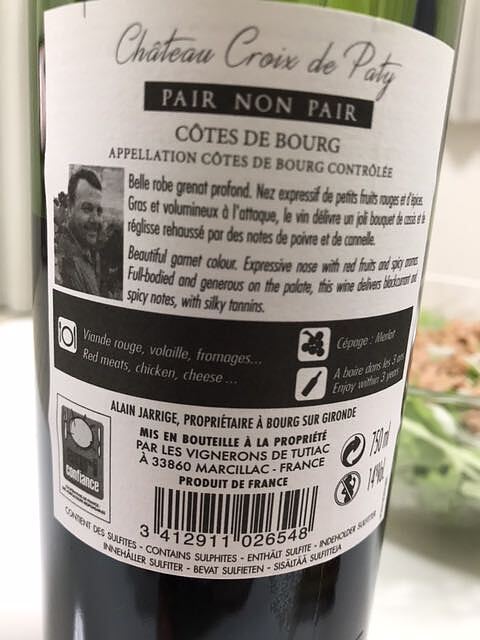 Château Croix de Paty
PAIR NON PAIR
CÔTES DE BOURG
APPELLATION CÔTES DE BOURG CONTRÔLÉE
Belle robe grenat profond. Nez expressif de petits fruits rouges et d'épices.
Gras et volumineux à l'attaque, le vin délivre un joli bouquet de cassis et de
réglisse rehaussé par des notes de poivre et de cannelle.
Beautiful garnet colour. Expressive nose with red fruits and spicy aromas.
Full-bodied and generous on the palate, this wine delivers blackcurrant and
spicy notes, with silky tannins.
Viande rouge, volaille, fromages...
Red meats, chicken, cheese ...
Cépage : Merlot
A boire dans les 3 ans
Enjoy within 3 years
ALAIN JARRIGE, PROPRIÉTAIRE À BOURG SUR GIRONDE
MIS EN BOUTEILLE À LA PROPRIÉTÉ
PAR LES VIGNERONS DE TUTIAC
À 33860 MARCILLAC - FRANCE
PRODUIT DE FRANCE
750 ml
14%
confiance
3 412911 026548
CONTIENT DES SULFITES - CONTAINS SULPHITES - ENTHÄLT SULFITE - INDEHOLDER SULFITTER
INNEHÅLLER SULFITER - BEVAT SULFIETEN - SISÄLTÄÄ SULFIITTEJA